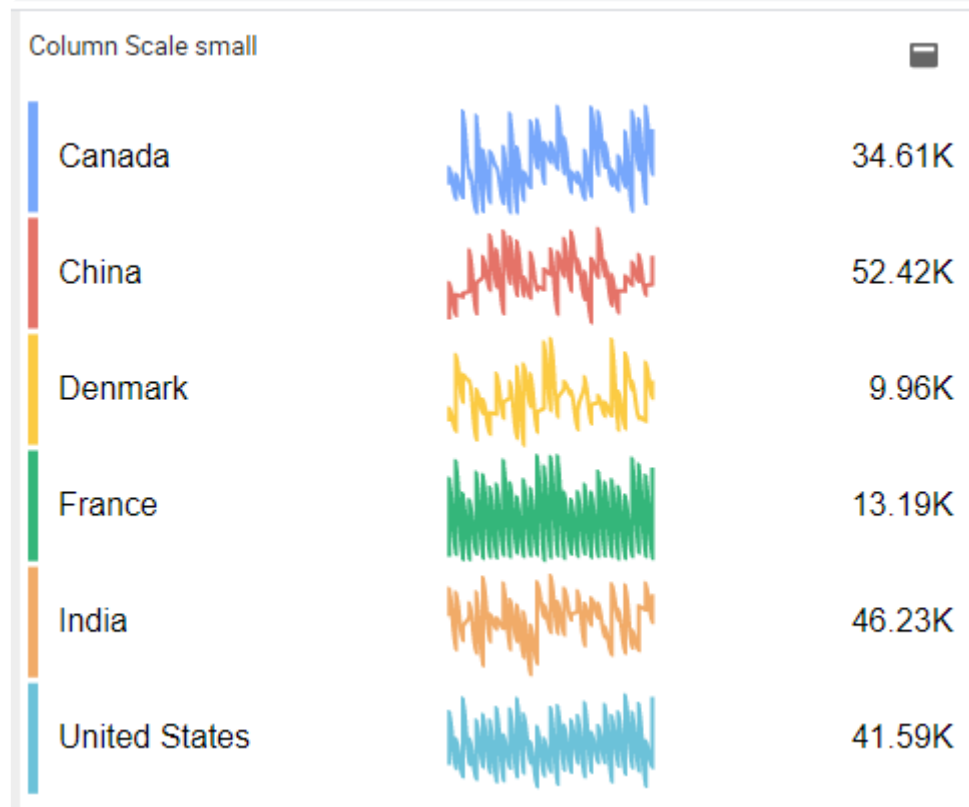 Column Scale small
Canada 34.61K
China 52.42K
Denmark 9.96K
France 13.19K
India 46.23K
United States 41.59K